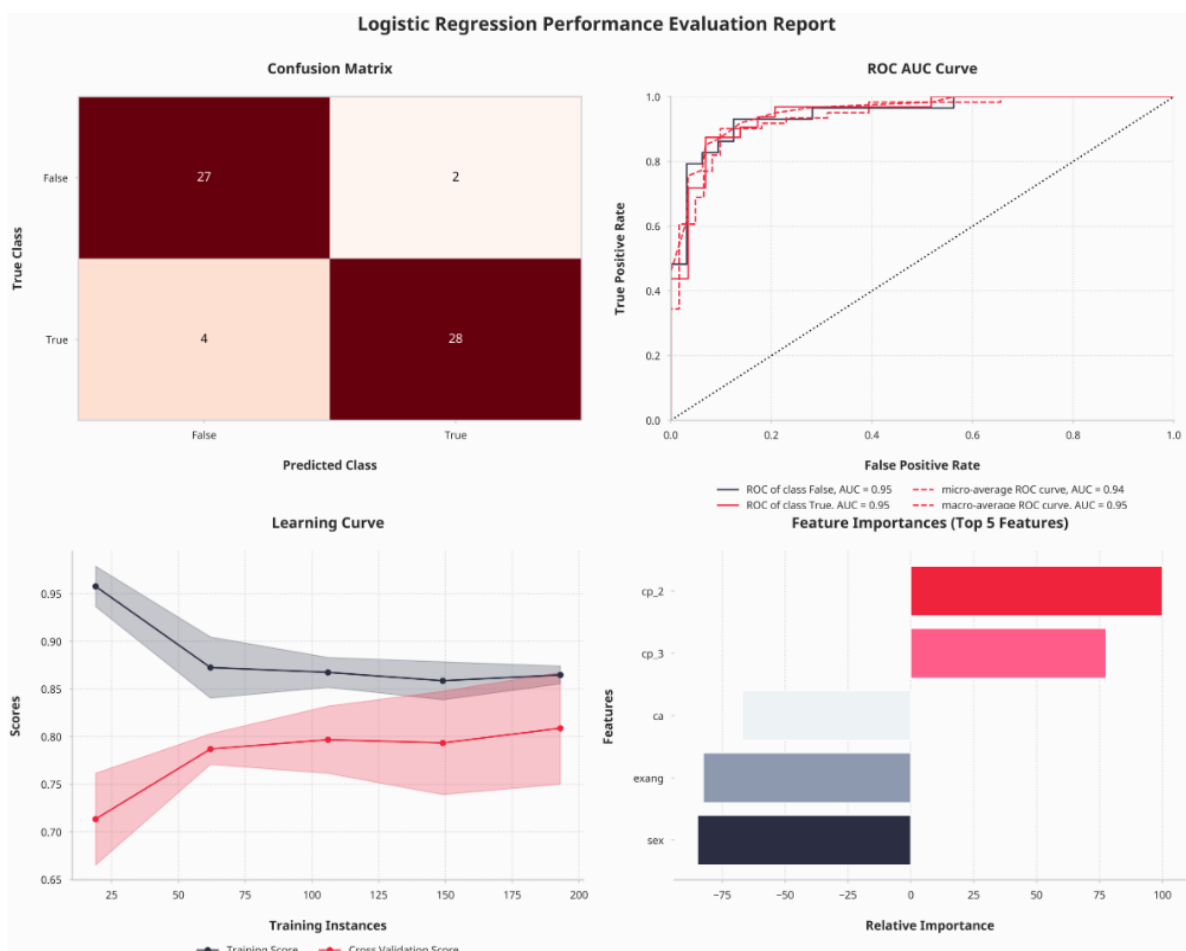 Logistic Regression Performance Evaluation Report
Confusion Matrix
False
27
2
True
4
28
True Class
False
True
Predicted Class
ROC AUC Curve
1.0
0.8
0.6
0.4
0.2
0.0
True Positive Rate
0.0
0.2
0.4
0.6
0.8
1.0
False Positive Rate
ROC of class False, AUC = 0.95
micro-average ROC curve, AUC = 0.94
ROC of class True, AUC = 0.95
macro-average ROC curve, AUC = 0.95
Learning Curve
0.95
0.90
0.85
0.80
0.75
0.70
0.65
Scores
25
50
75
100
125
150
175
200
Training Instances
Training Score
Cross Validation Score
Feature Importances (Top 5 Features)
cp_2
cp_3
ca
exang
sex
Features
−75
−50
−25
0
25
50
75
100
Relative Importance